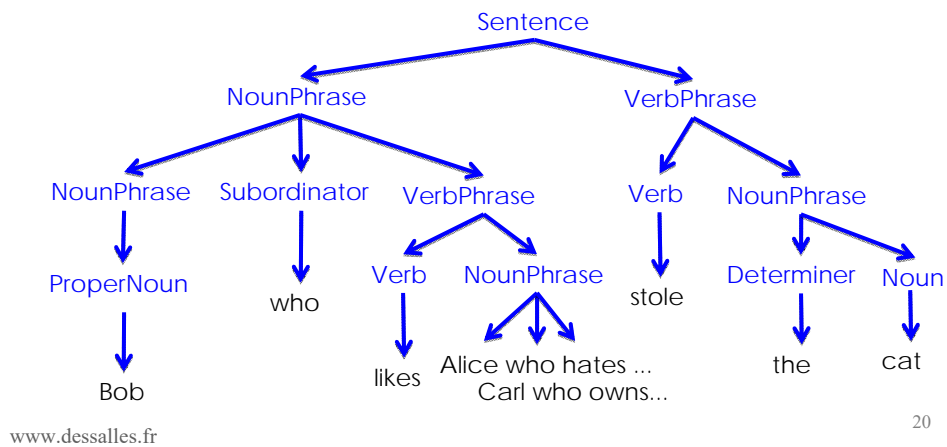 Sentence
NounPhrase VerbPhrase
NounPhrase Subordinator VerbPhrase Verb NounPhrase
ProperNoun who Verb NounPhrase stole Determiner Noun
Bob likes Alice who hates ... the cat
Carl who owns...
www.dessalles.fr 20